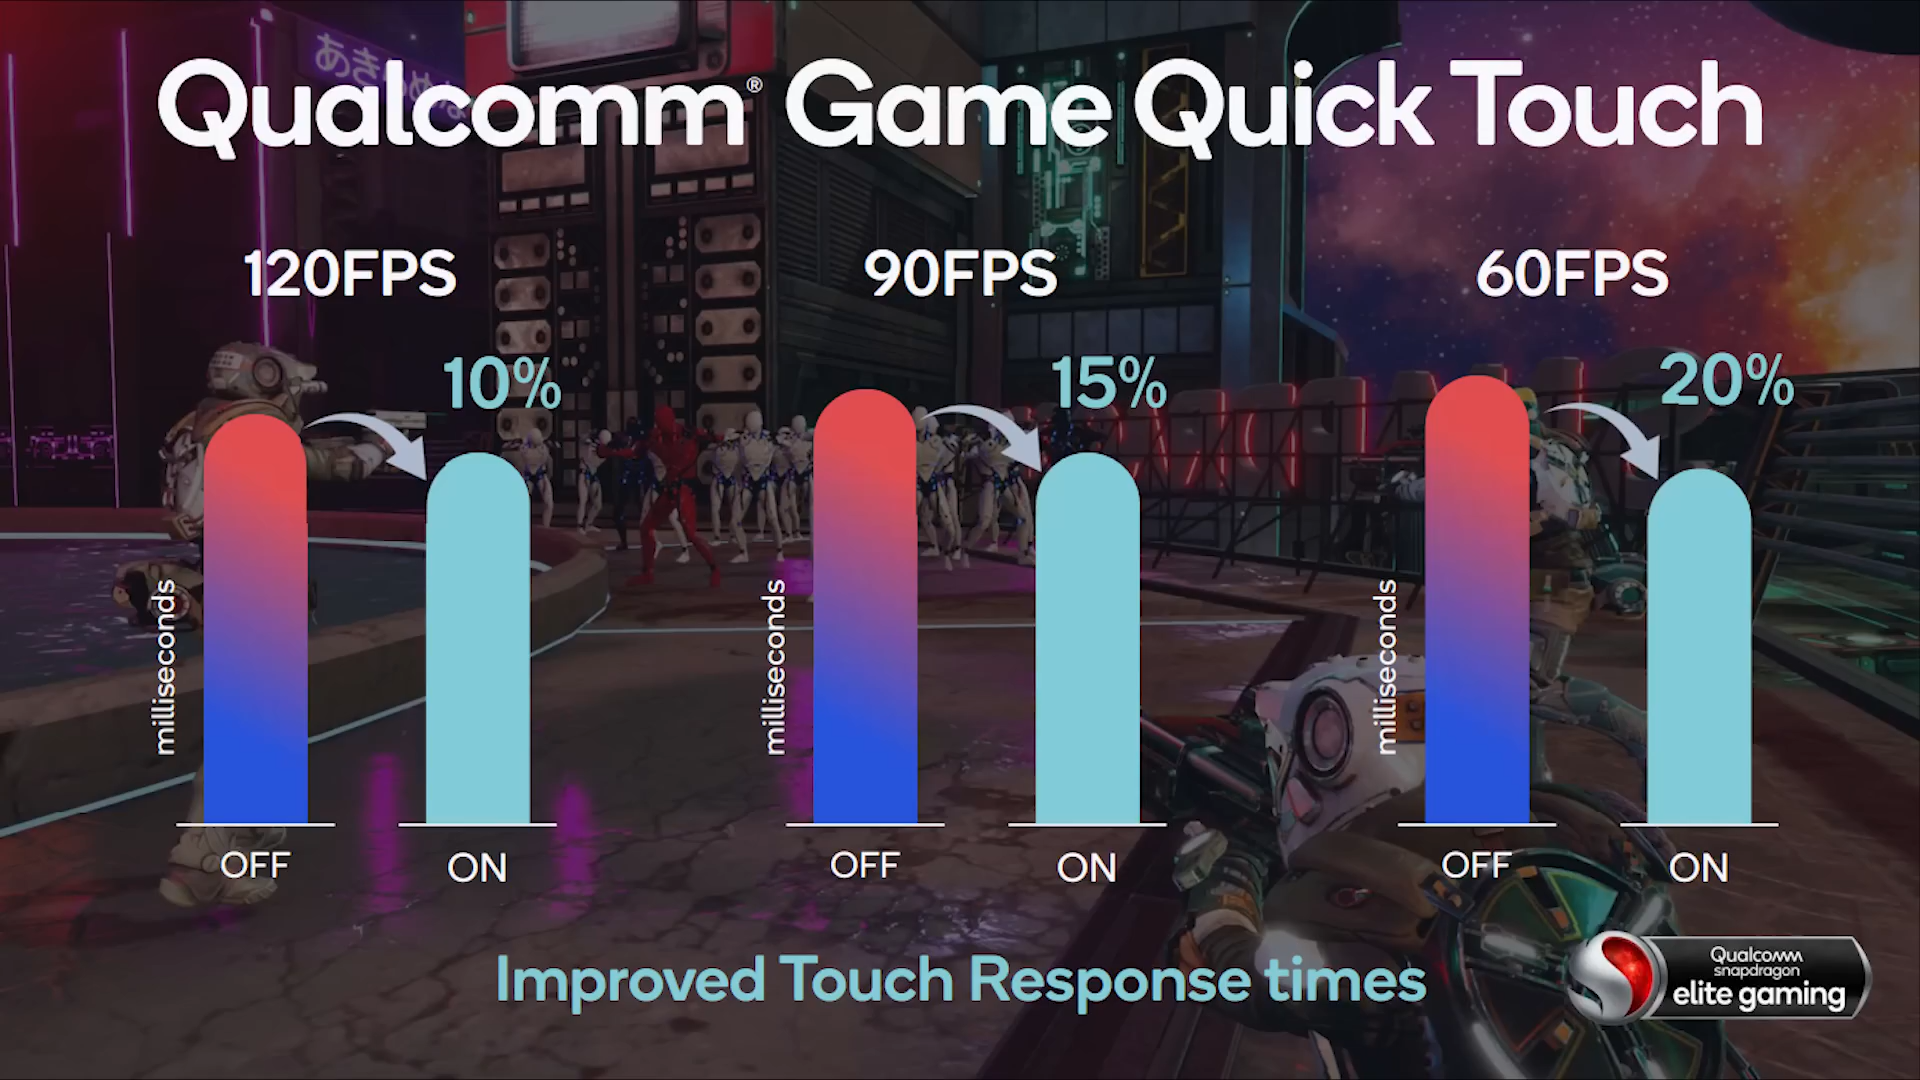 Qualcomm® Game Quick Touch
120FPS
90FPS
60FPS
10%
15%
20%
milliseconds
milliseconds
milliseconds
OFF
ON
OFF
ON
OFF
ON
Improved Touch Response times
Qualcomm
snapdragon
elite gaming